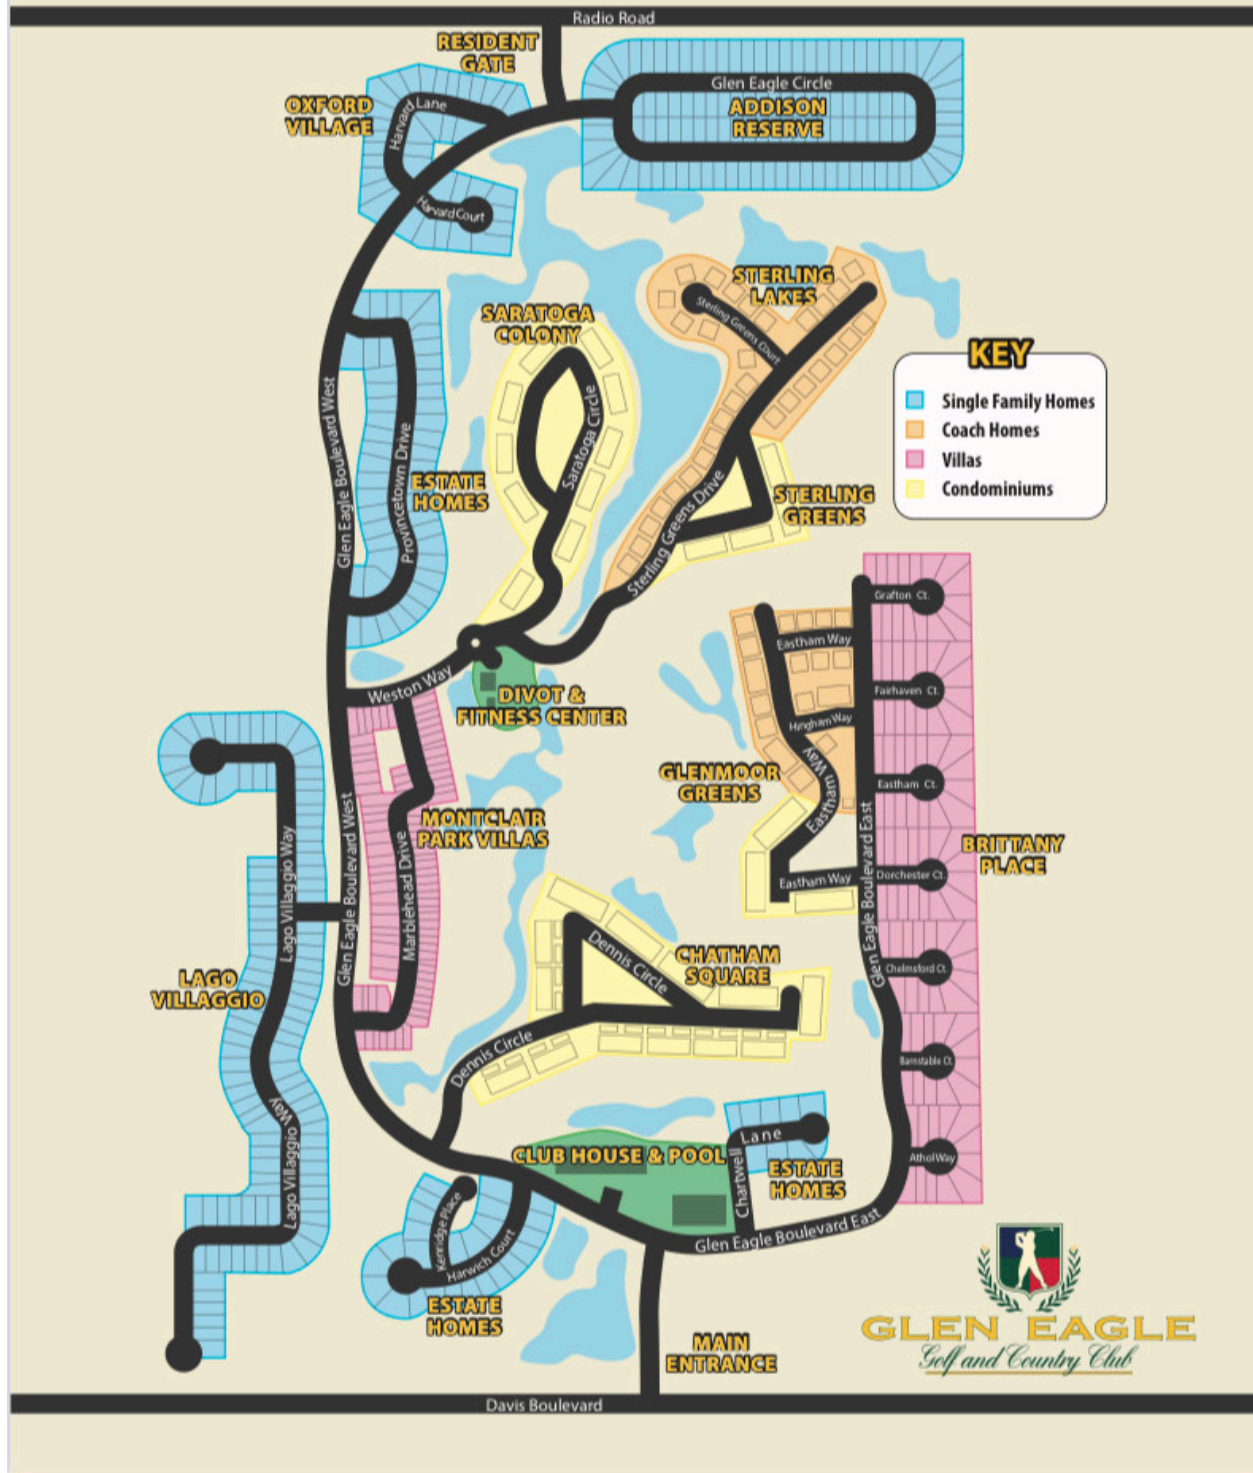 Radio Road
RESIDENT
GATE
OXFORD
VILLAGE
Harvard Lane
Harvard Court
Glen Eagle Circle
ADDISON
RESERVE
STERLING
LAKES
Sterling Greens Court
SARATOGA
COLONY
Saratoga Circle
KEY
Single Family Homes
Coach Homes
Villas
Condominiums
Glen Eagle Boulevard West
Provincetown Drive
ESTATE
HOMES
Sterling Greens Drive
STERLING
GREENS
Grafton Ct.
Eastham Way
Weston Way
DIVOT &
FITNESS CENTER
Fairhaven Ct.
Hingham Way
GLENMOOR
GREENS
Eastham Way
Eastham Ct.
MONTCLAIR
PARK VILLAS
Glen Eagle Boulevard West
Marblehead Drive
Lago Villaggio Way
Lago Villaggio Way
LAGO
VILLAGGIO
BRITTANY
PLACE
Glen Eagle Boulevard East
Eastham Way
Dorchester Ct.
Dennis Circle
CHATHAM
SQUARE
Chelmsford Ct.
Dennis Circle
Barnstable Ct.
CLUB HOUSE & POOL
Chartwell Lane
ESTATE
HOMES
Athol Way
Glen Eagle Boulevard East
Kenridge Place
Harwich Court
ESTATE
HOMES
MAIN
ENTRANCE
GLEN EAGLE
Golf and Country Club
Davis Boulevard